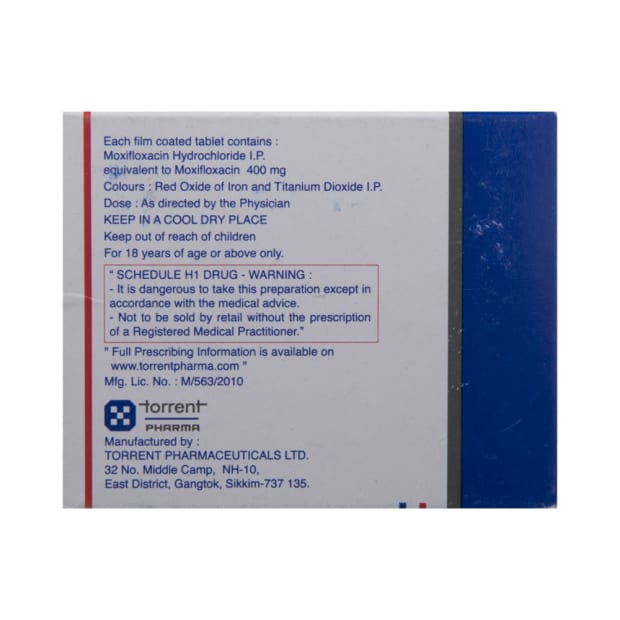 Each film coated tablet contains :
Moxifloxacin Hydrochloride I.P.
equivalent to Moxifloxacin 400 mg
Colours : Red Oxide of Iron and Titanium Dioxide I.P.
Dose : As directed by the Physician
KEEP IN A COOL DRY PLACE
Keep out of reach of children
For 18 years of age or above only.
" SCHEDULE H1 DRUG - WARNING :
- It is dangerous to take this preparation except in
accordance with the medical advice.
- Not to be sold by retail without the prescription
of a Registered Medical Practitioner."
" Full Prescribing Information is available on
www.torrentpharma.com "
Mfg. Lic. No. : M/563/2010
torrent
PHARMA
Manufactured by :
TORRENT PHARMACEUTICALS LTD.
32 No. Middle Camp, NH-10,
East District, Gangtok, Sikkim-737 135.